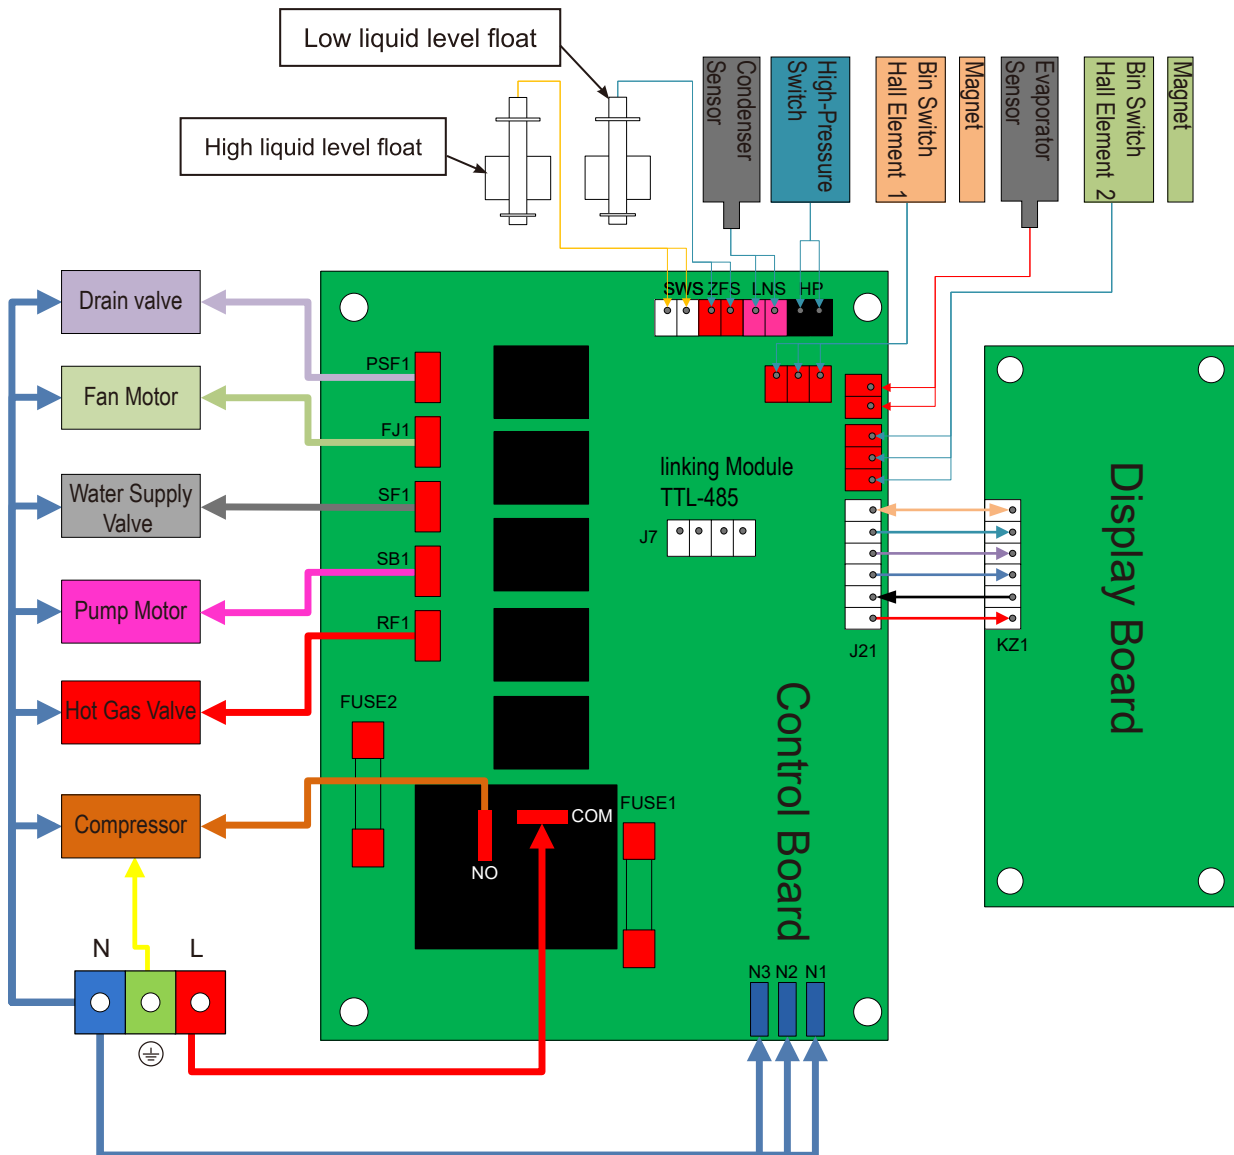 Low liquid level float
High liquid level float
Condenser
Sensor
High-Pressure
Switch
Bin Switch
Hall Element 1
Magnet
Evaporator
Sensor
Bin Switch
Hall Element 2
Magnet
SWS ZFS LNS HP
Drain valve
PSF1
Fan Motor
FJ1
Water Supply
Valve
SF1
Pump Motor
SB1
Hot Gas Valve
RF1
Compressor
linking Module
TTL-485
J7
J21
KZ1
Display Board
Control Board
FUSE2
FUSE1
COM
NO
N L
N3 N2 N1